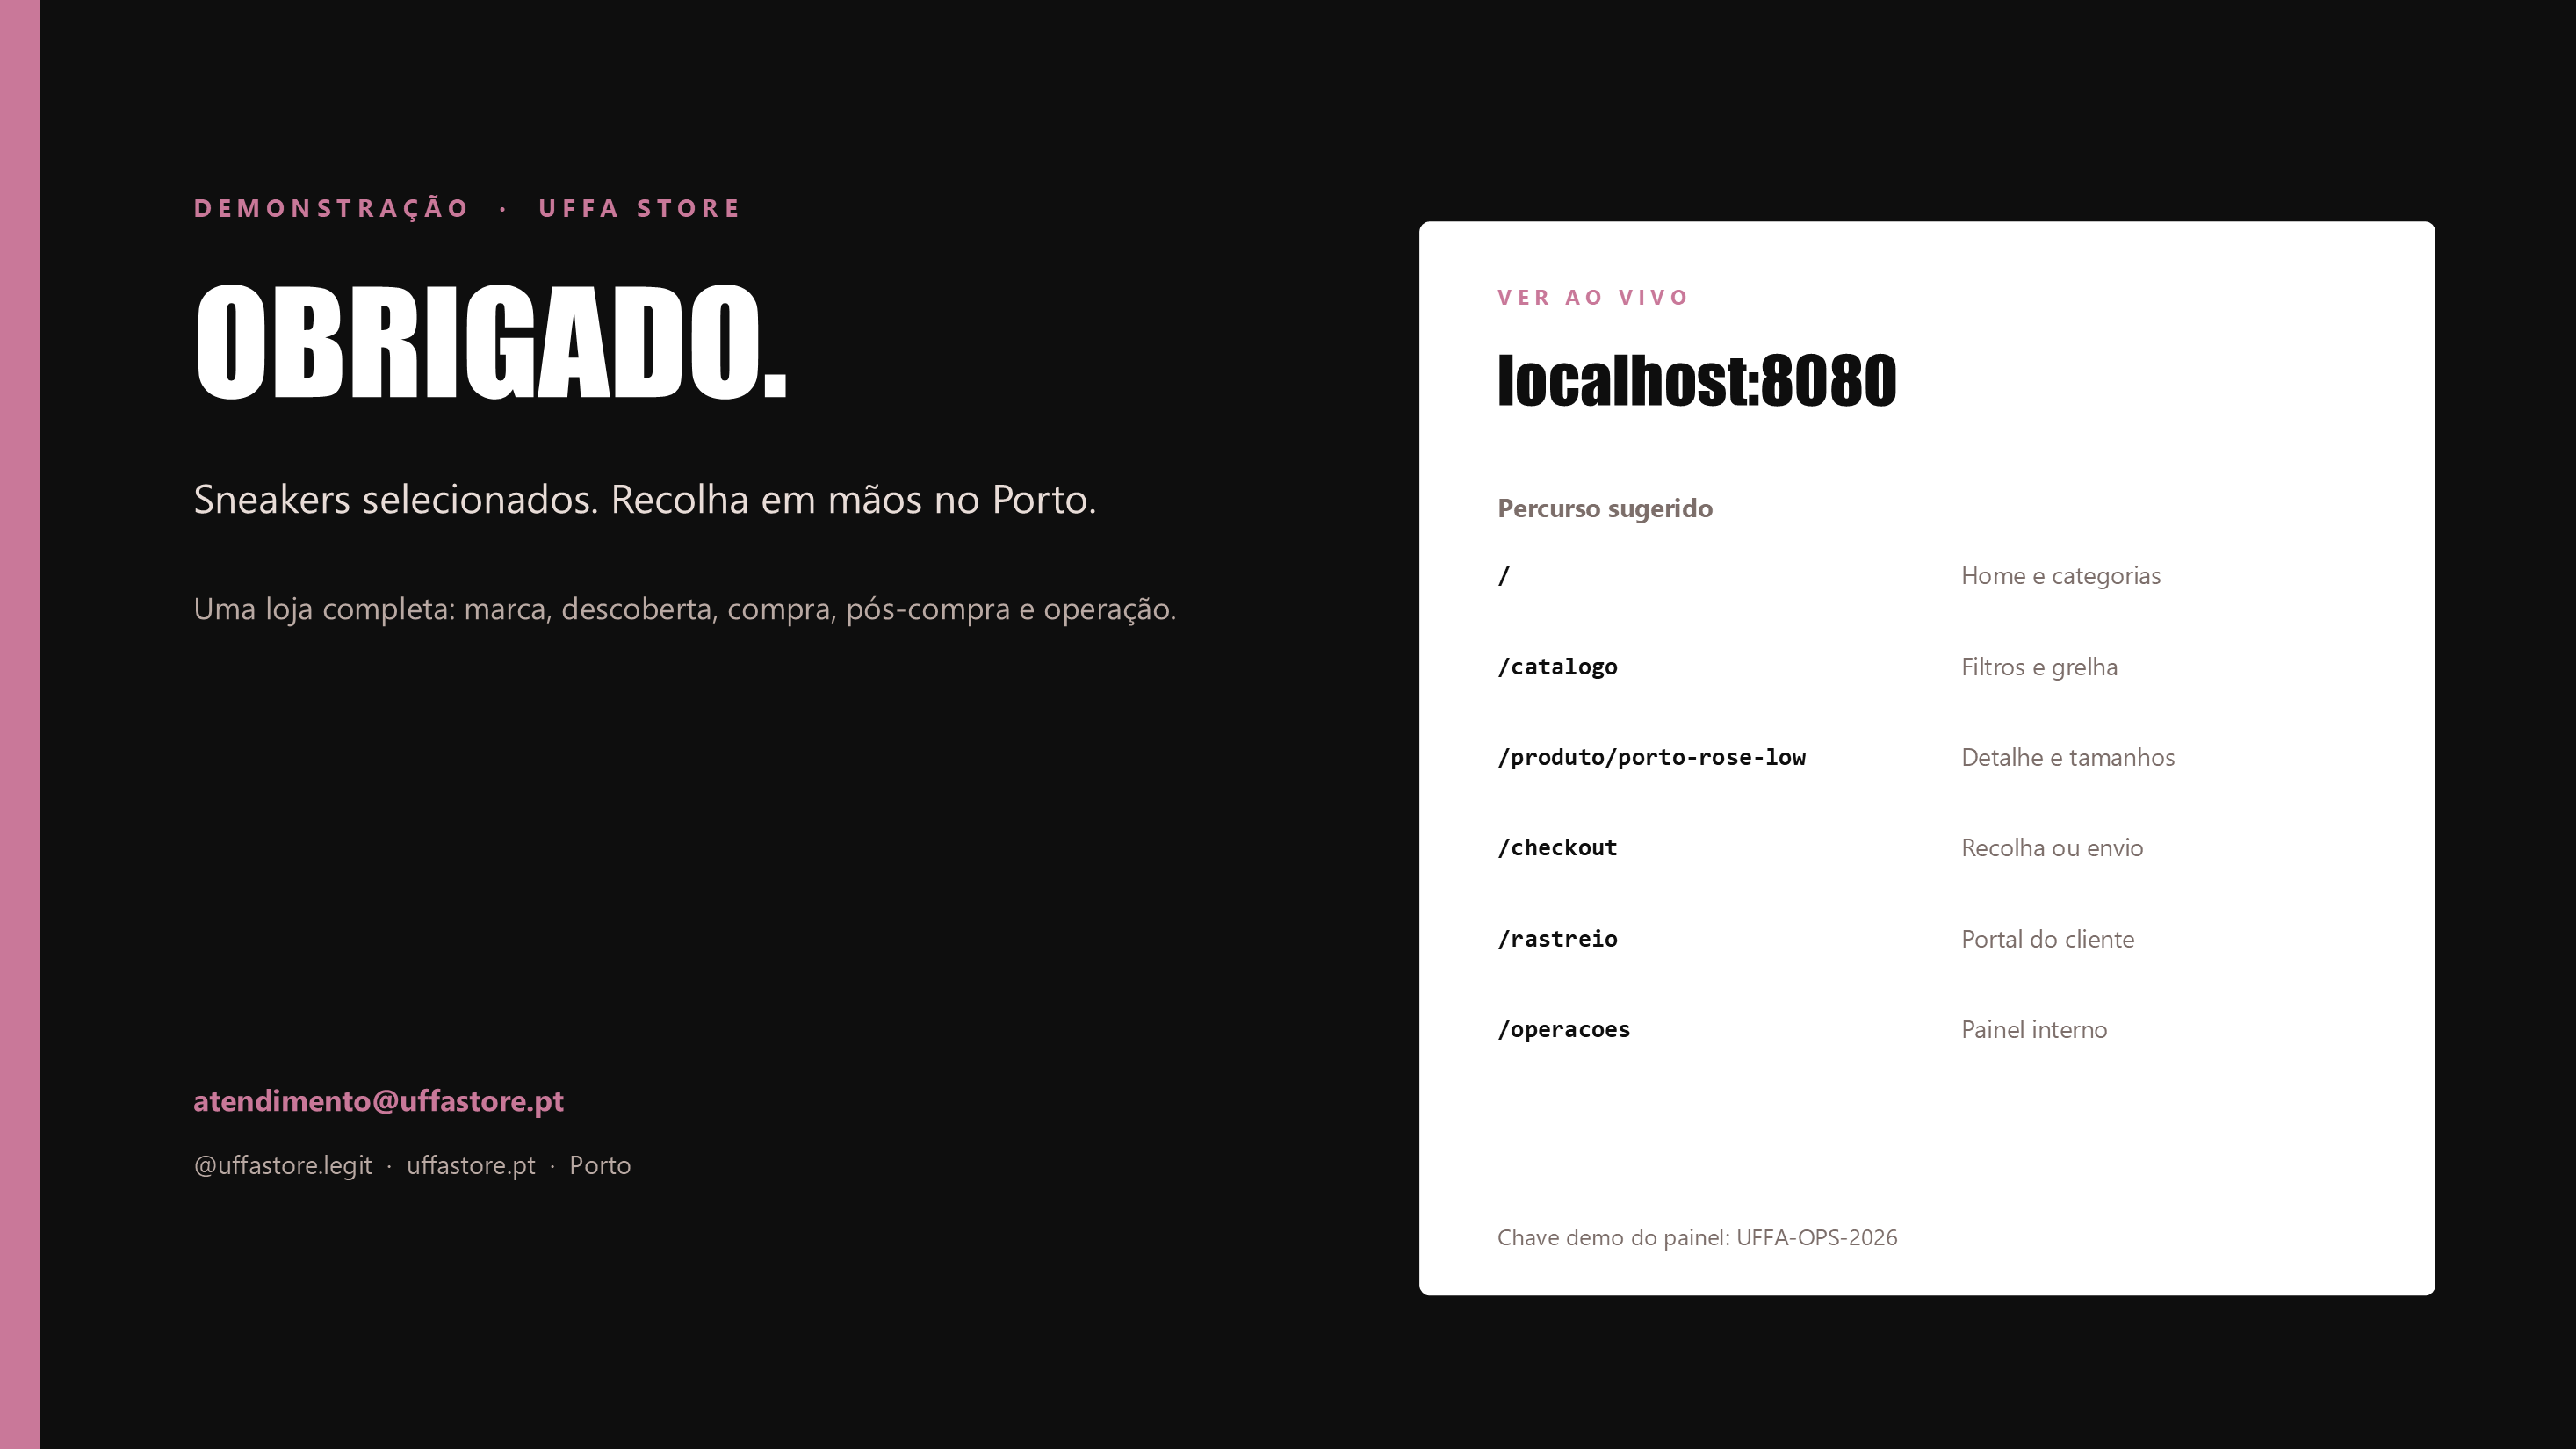 DEMONSTRAÇÃO · UFFA STORE
OBRIGADO.
Sneakers selecionados. Recolha em mãos no Porto.
Uma loja completa: marca, descoberta, compra, pós-compra e operação.
atendimento@uffastore.pt
@uffastore.legit · uffastore.pt · Porto
VER AO VIVO
localhost:8080
Percurso sugerido
/ Home e categorias
/catalogo Filtros e grelha
/produto/porto-rose-low Detalhe e tamanhos
/checkout Recolha ou envio
/rastreio Portal do cliente
/operacoes Painel interno
Chave demo do painel: UFFA-OPS-2026